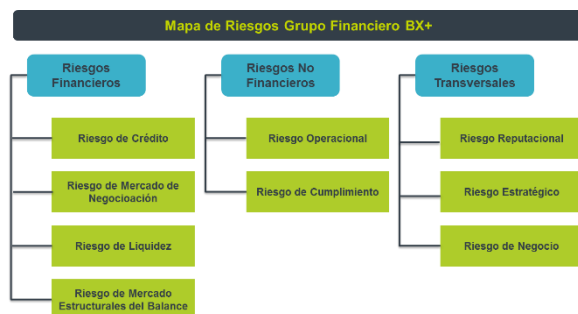 Mapa de Riesgos Grupo Financiero BX+
Riesgos
Financieros
Riesgo de Crédito
Riesgo de Mercado de
Negocioación
Riesgo de Liquidez
Riesgo de Mercado
Estructurales del Balance
Riesgos No
Financieros
Riesgo Operacional
Riesgo de Cumplimiento
Riesgos
Transversales
Riesgo Reputacional
Riesgo Estratégico
Riesgo de Negocio